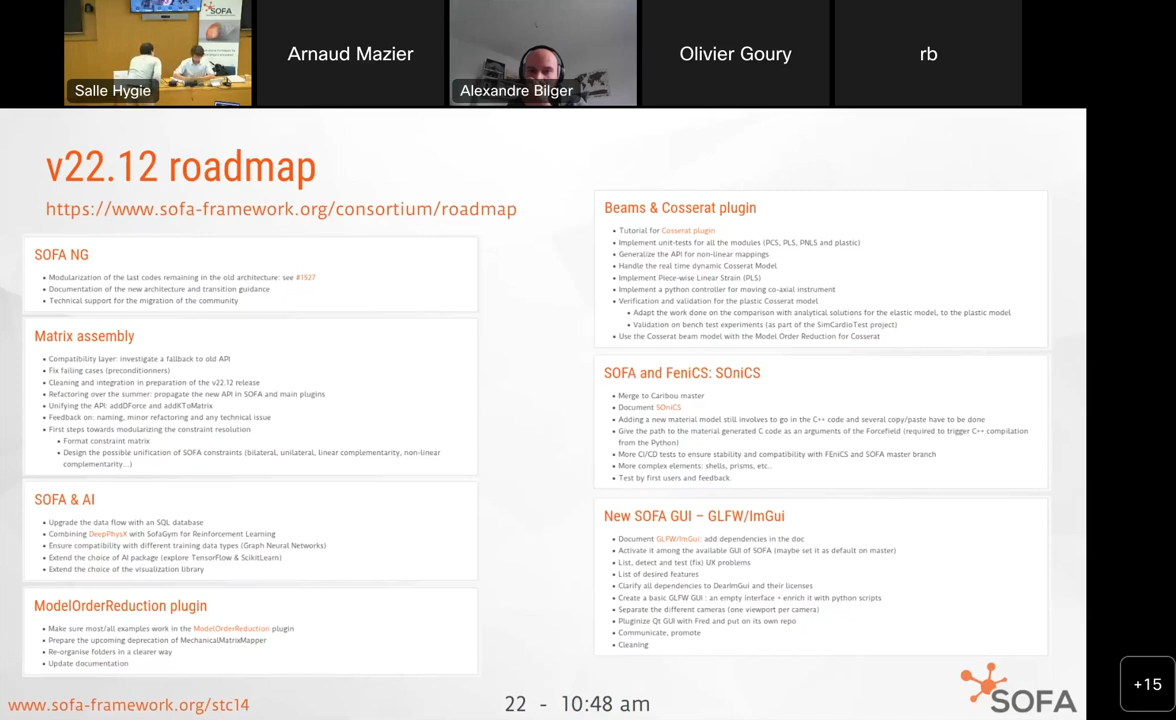 SOFA
Salle Hygie
Arnaud Mazier
Alexandre Bilger
Olivier Goury
rb
v22.12 roadmap
https://www.sofa-framework.org/consortium/roadmap
SOFA NG
• Modularization of the last codes remaining in the old architecture: see #1527
• Documentation of the new architecture and transition guidance
• Technical support for the migration of the community
Matrix assembly
• Compatibility layer: investigate a fallback to old API
• Fix failing cases (preconditionners)
• Cleaning and integration in preparation of the v22.12 release
• Refactoring over the summer: propagate the new API in SOFA and main plugins
• Unifying the API: addDForce and addKToMatrix
• Feedback on: naming, minor refactoring and any technical issue
• First steps towards modularizing the constraint resolution
• Format constraint matrix
• Design the possible unification of SOFA constraints (bilateral, unilateral, linear complementarity, non-linear
complementarity...)
SOFA & AI
• Upgrade the data flow with an SQL database
• Combining DeepPhysX with SofaGym for Reinforcement Learning
• Ensure compatibility with different training data types (Graph Neural Networks)
• Extend the choice of AI package (explore TensorFlow & ScikitLearn)
• Extend the choice of the visualization library
ModelOrderReduction plugin
• Make sure most/all examples work in the ModelOrderReduction plugin
• Prepare the upcoming deprecation of MechanicalMatrixMapper
• Re-organise folders in a clearer way
• Update documentation
Beams & Cosserat plugin
• Tutorial for Cosserat plugin
• Implement unit-tests for all the modules (PCS, PLS, PNLS and plastic)
• Generalize the API for non-linear mappings
• Handle the real time dynamic Cosserat Model
• Implement Piece-wise Linear Strain (PLS)
• Implement a python controller for moving co-axial instrument
• Verification and validation for the plastic Cosserat model
• Adapt the work done on the comparison with analytical solutions for the elastic model, to the plastic model
• Validation on bench test experiments (as part of the SimCardioTest project)
• Use the Cosserat beam model with the Model Order Reduction for Cosserat
SOFA and FeniCS: SOniCS
• Merge to Caribou master
• Document SOniCS
• Adding a new material model still involves to go in the C++ code and several copy/paste have to be done
• Give the path to the material generated C code as an arguments of the Forcefield (required to trigger C++ compilation
from the Python)
• More CI/CD tests to ensure stability and compatibility with FEniCS and SOFA master branch
• More complex elements: shells, prisms, etc..
• Test by first users and feedback.
New SOFA GUI – GLFW/ImGui
• Document GLFW/ImGui: add dependencies in the doc
• Activate it among the available GUI of SOFA (maybe set it as default on master)
• List, detect and test (fix) UX problems
• List of desired features
• Clarify all dependencies to DearImGui and their licenses
• Create a basic GLFW GUI : an empty interface + enrich it with python scripts
• Separate the different cameras (one viewport per camera)
• Pluginize Qt GUI with Fred and put on its own repo
• Communicate, promote
• Cleaning
www.sofa-framework.org/stc14
22 - 10:48 am
SOFA
+15